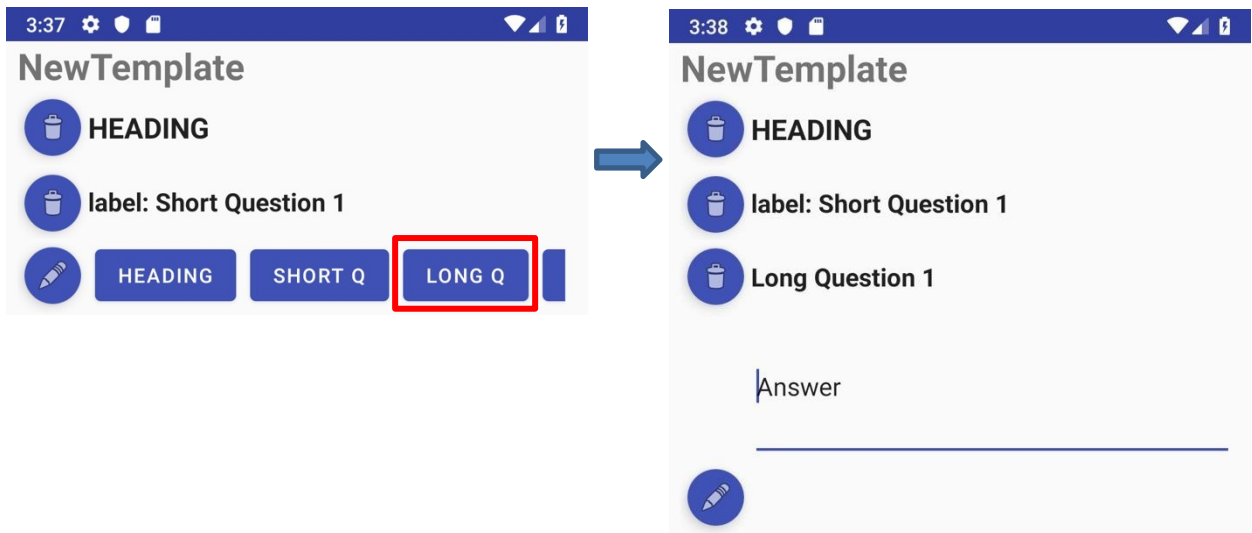 3:37
NewTemplate
HEADING
label: Short Question 1
HEADING SHORT Q LONG Q
3:38
NewTemplate
HEADING
label: Short Question 1
Long Question 1
Answer